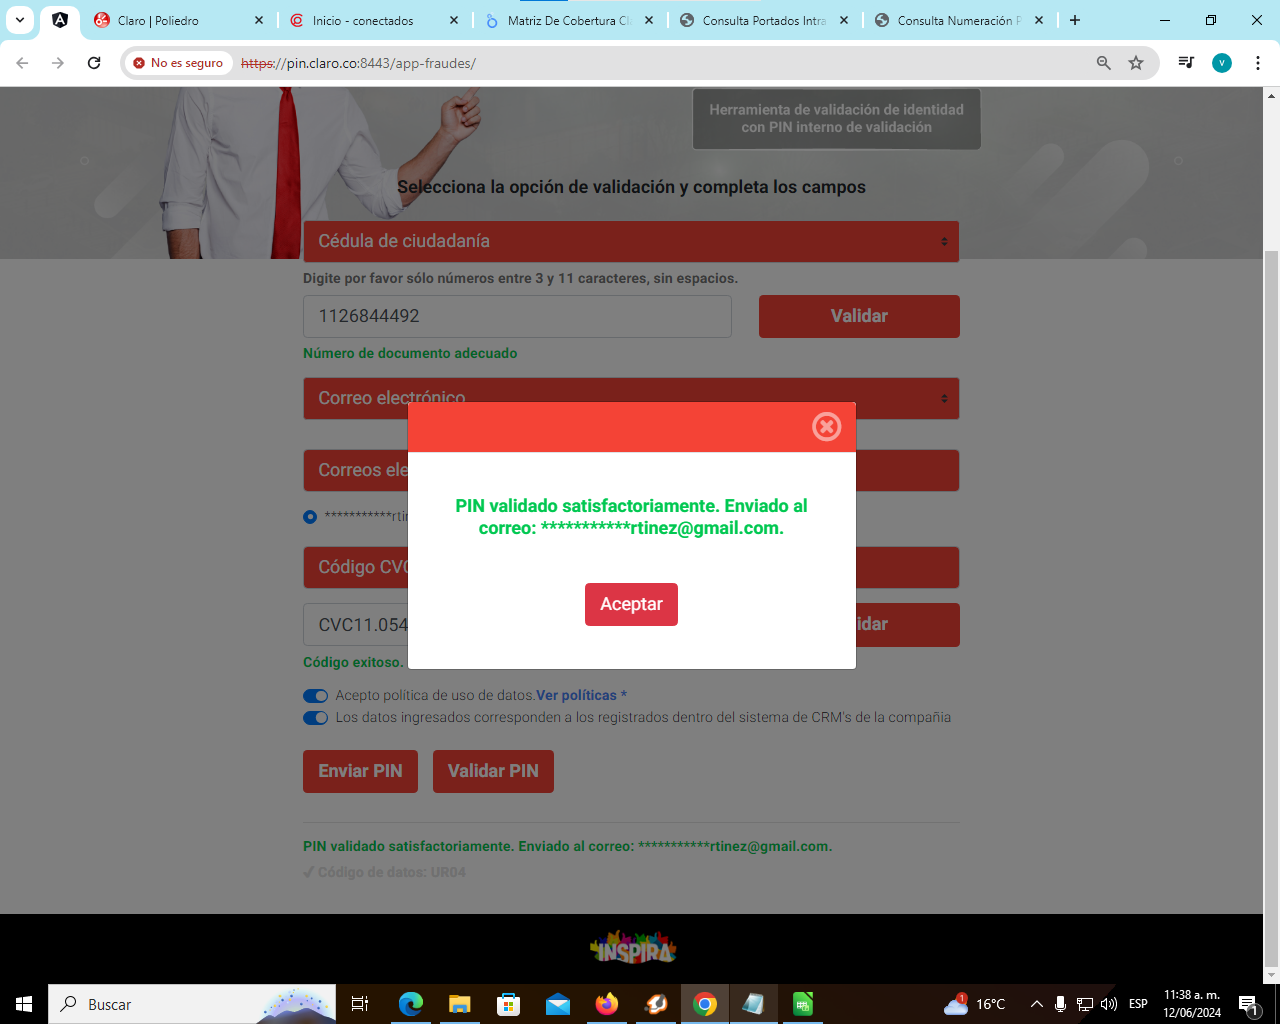 Claro | Poliedro
Inicio - conectados
Matriz De Cobertura Cl
Consulta Portados Intra
Consulta Numeración P
No es seguro
https://pin.claro.co:8443/app-fraudes/
v
Herramienta de validación de identidad
con PIN interno de validación
Selecciona la opción de validación y completa los campos
Cédula de ciudadanía
Digite por favor sólo números entre 3 y 11 caracteres, sin espacios.
1126844492
Validar
Número de documento adecuado
Correo electrónico
Correos ele
***********rtin
PIN validado satisfactoriamente. Enviado al
correo: ***********rtinez@gmail.com.
Aceptar
Código CVC
CVC11.054
idar
Código exitoso.
Acepto política de uso de datos.Ver políticas *
Los datos ingresados corresponden a los registrados dentro del sistema de CRM's de la compañia
Enviar PIN
Validar PIN
PIN validado satisfactoriamente. Enviado al correo: ***********rtinez@gmail.com.
✔ Código de datos: UR04
INSPIRA
Buscar
1
16°C
ESP
11:38 a. m.
12/06/2024
1